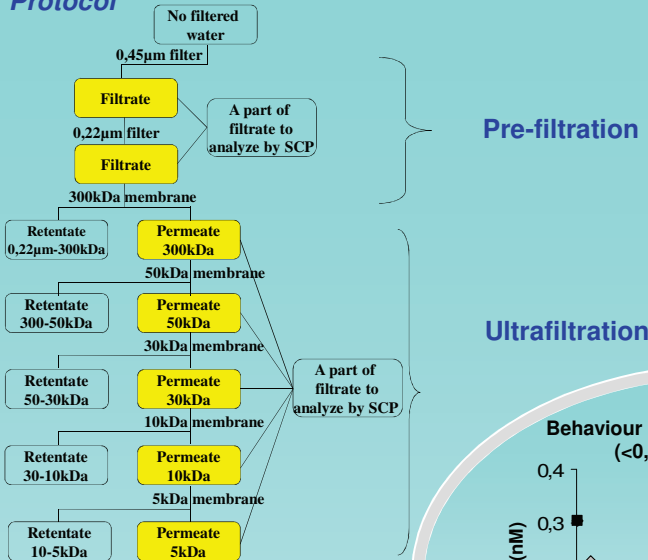 Protocol
No filtered
water
0,45µm filter
Filtrate
0,22µm filter
Filtrate
A part of
filtrate to
analyze by SCP
Pre-filtration
300kDa membrane
Retentate
0,22µm-300kDa
Permeate
300kDa
50kDa membrane
Retentate
300-50kDa
Permeate
50kDa
30kDa membrane
Retentate
50-30kDa
Permeate
30kDa
A part of
filtrate to
analyze by SCP
Ultrafiltration
10kDa membrane
Retentate
30-10kDa
Permeate
10kDa
5kDa membrane
Retentate
10-5kDa
Permeate
5kDa
Behaviour
(<0,
0,4
0,3
(nM)